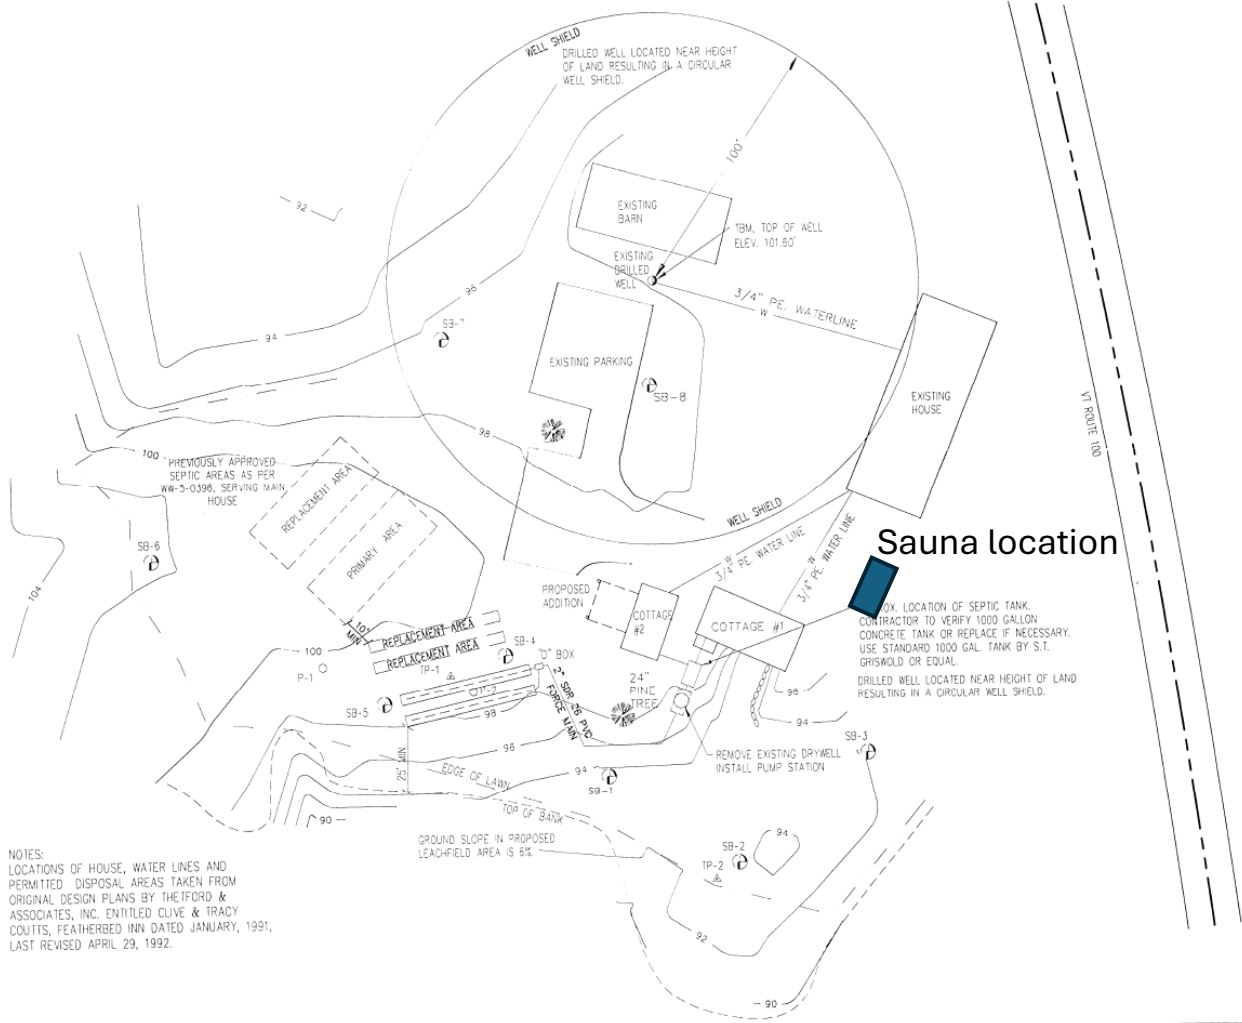 WELL SHIELD
DRILLED WELL LOCATED NEAR HEIGHT
OF LAND RESULTING IN A CIRCULAR
WELL SHIELD.
100'
92
EXISTING
BARN
TBM, TOP OF WELL
ELEV. 101.60'
EXISTING
DRILLED
WELL
3/4" PE. WATERLINE
W
96
94
SB-7
EXISTING PARKING
SB-8
EXISTING
HOUSE
VT ROUTE 100
98
100
PREVIOUSLY APPROVED
SEPTIC AREAS AS PER
WW-5-0396, SERVING MAIN
HOUSE
REPLACEMENT AREA
PRIMARY AREA
WELL SHIELD
W
3/4" PE. WATER LINE
W
3/4" PE. WATER LINE
Sauna location
SB-6
104
PROPOSED
ADDITION
COTTAGE
#2
COTTAGE #1
OX. LOCATION OF SEPTIC TANK.
CONTRACTOR TO VERIFY 1000 GALLON
CONCRETE TANK OR REPLACE IF NECESSARY.
USE STANDARD 1000 GAL. TANK BY S.T.
GRISWOLD OR EQUAL.
DRILLED WELL LOCATED NEAR HEIGHT OF LAND
RESULTING IN A CIRCULAR WELL SHIELD.
MIN
REPLACEMENT AREA
REPLACEMENT AREA
100
P-1
TP-1
SB-4
"D" BOX
SB-5
98
2" SDR 26 PVC
FORCE MAIN
24"
PINE
TREE
96
94
SB-3
96
94
25' MIN
EDGE OF LAWN
SB-1
REMOVE EXISTING DRYWELL
INSTALL PUMP STATION
90
TOP OF BANK
GROUND SLOPE IN PROPOSED
LEACHFIELD AREA IS 6%
94
SB-2
TP-2
92
90
NOTES:
LOCATIONS OF HOUSE, WATER LINES AND
PERMITTED DISPOSAL AREAS TAKEN FROM
ORIGINAL DESIGN PLANS BY THETFORD &
ASSOCIATES, INC. ENTITLED CLIVE & TRACY
COUTTS, FEATHERBED INN DATED JANUARY, 1991,
LAST REVISED APRIL 29, 1992.